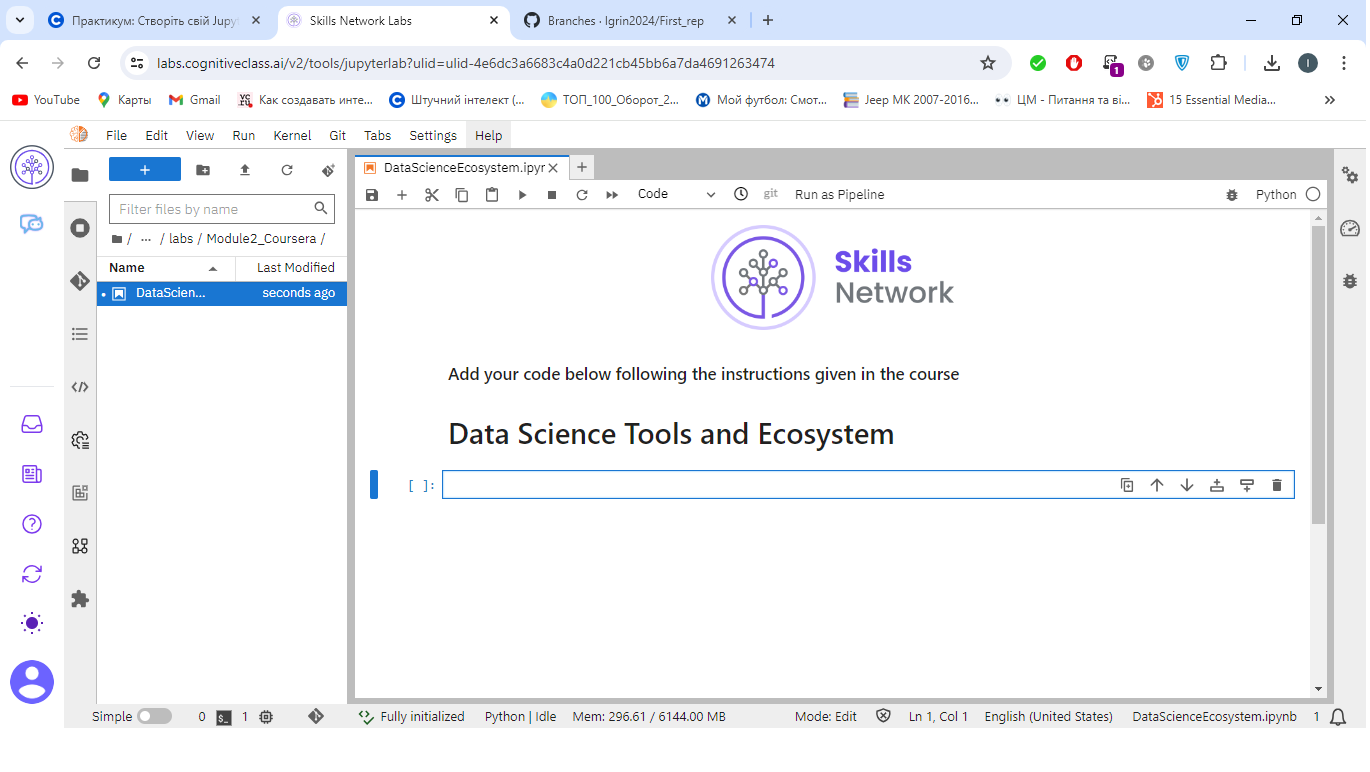 Практикум: Створіть свій Jupyt
Skills Network Labs
Branches · Igrin2024/First_rep
labs.cognitiveclass.ai/v2/tools/jupyterlab?ulid=ulid-4e6dc3a6683c4a0d221cb45bb6a7da4691263474
1
I
YouTube
Карты
Gmail
Как создавать инте...
Штучний інтелект (...
ТОП_100_Оборот_2...
Мой футбол: Смот...
Jeep MK 2007-2016...
ЦМ - Питання та ві...
15 Essential Media...
File Edit View Run Kernel Git Tabs Settings Help
DataScienceEcosystem.ipyr
Filter files by name
Code
git
Run as Pipeline
Python
/ ... / labs / Module2_Coursera /
Name
Last Modified
DataScien...
seconds ago
Skills
Network
Add your code below following the instructions given in the course
Data Science Tools and Ecosystem
[ ]:
Simple
0
1
Fully initialized
Python | Idle
Mem: 296.61 / 6144.00 MB
Mode: Edit
Ln 1, Col 1
English (United States)
DataScienceEcosystem.ipynb
1